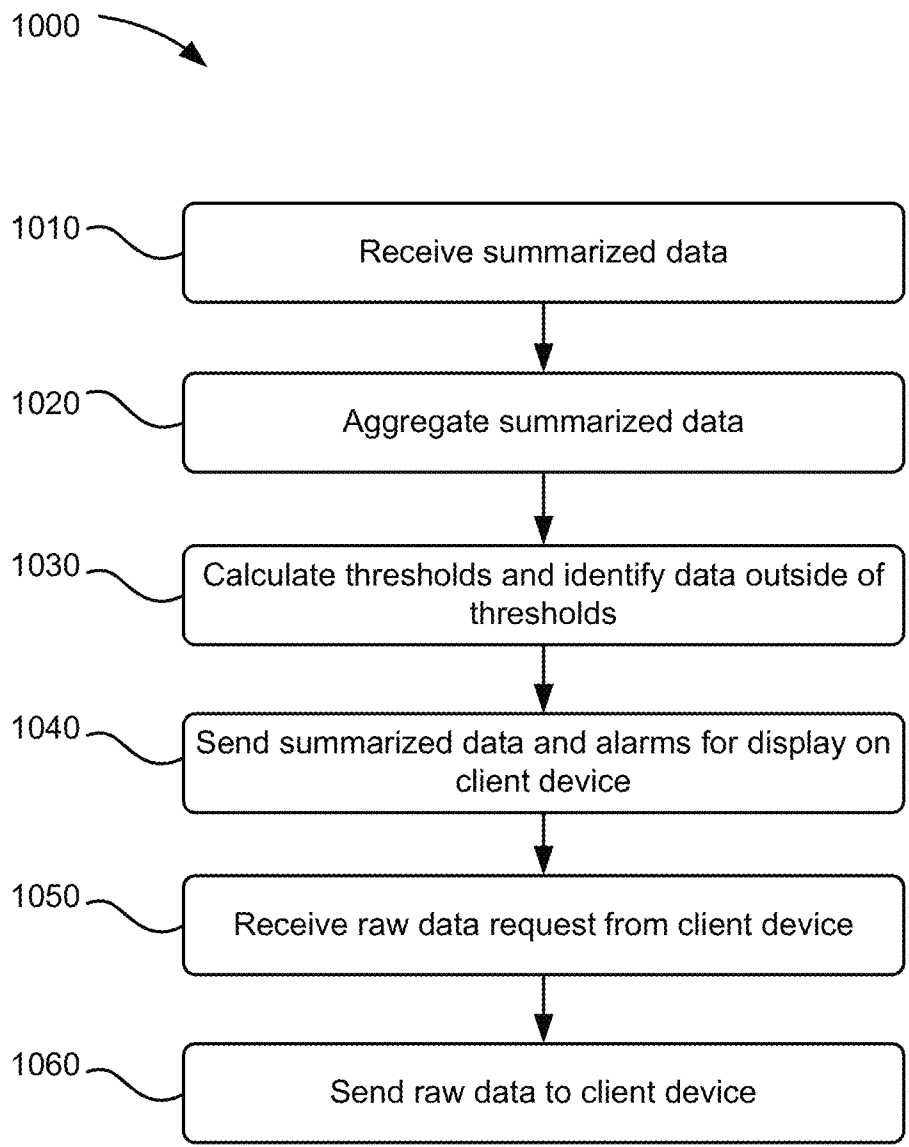 1000
1010
Receive summarized data
1020
Aggregate summarized data
1030
Calculate thresholds and identify data outside of
thresholds
1040
Send summarized data and alarms for display on
client device
1050
Receive raw data request from client device
1060
Send raw data to client device